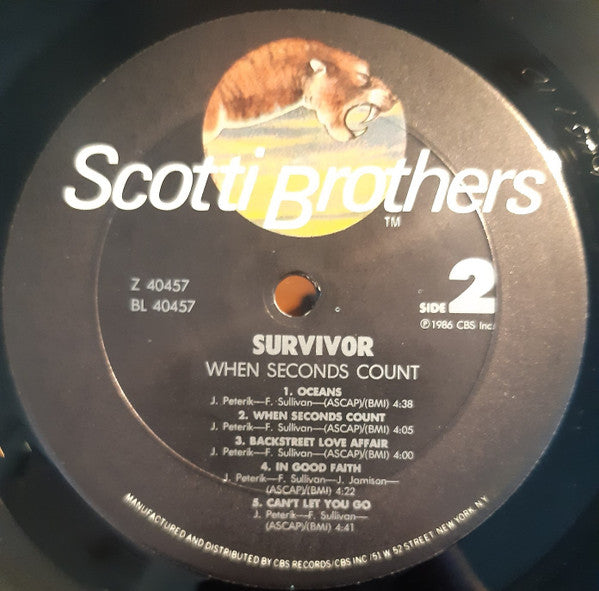 Scotti Brothers
TM
Z 40457
BL 40457
SIDE 2
℗ 1986 CBS Inc.
SURVIVOR
WHEN SECONDS COUNT
1. OCEANS
J. Peterik—F. Sullivan—(ASCAP)/(BMI) 4:38
2. WHEN SECONDS COUNT
J. Peterik—F. Sullivan—(ASCAP)/(BMI) 4:05
3. BACKSTREET LOVE AFFAIR
J. Peterik—F. Sullivan—(ASCAP)/(BMI) 4:00
4. IN GOOD FAITH
J. Peterik—F. Sullivan—J. Jamison—
(ASCAP)/(BMI) 4:22
5. CAN'T LET YOU GO
J. Peterik—F. Sullivan—
(ASCAP)/(BMI) 4:41
MANUFACTURED AND DISTRIBUTED BY CBS RECORDS/CBS INC./51 W 52 STREET, NEW YORK, N.Y.